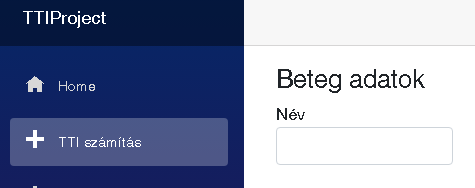 TTIProject
Home
TTI számítás
Beteg adatok
Név